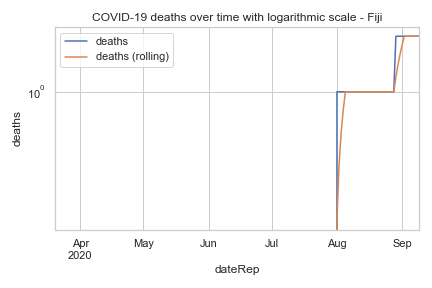 COVID-19 deaths over time with logarithmic scale - Fiji
deaths
deaths (rolling)
10⁰
deaths
Apr
2020
May
Jun
Jul
Aug
Sep
dateRep